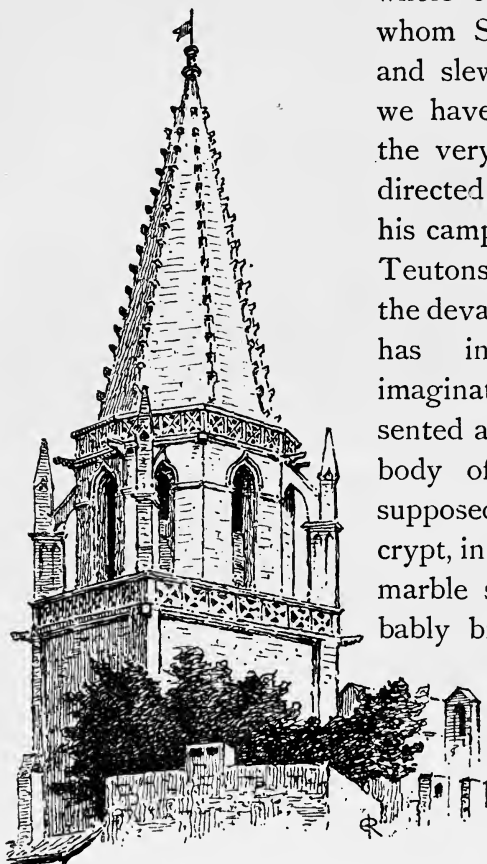 whom S
and slew
we have
the very
directed
his camp
Teutons
the deva
has in
imaginat
sented a
body of
supposed
crypt, in
marble s
bably b